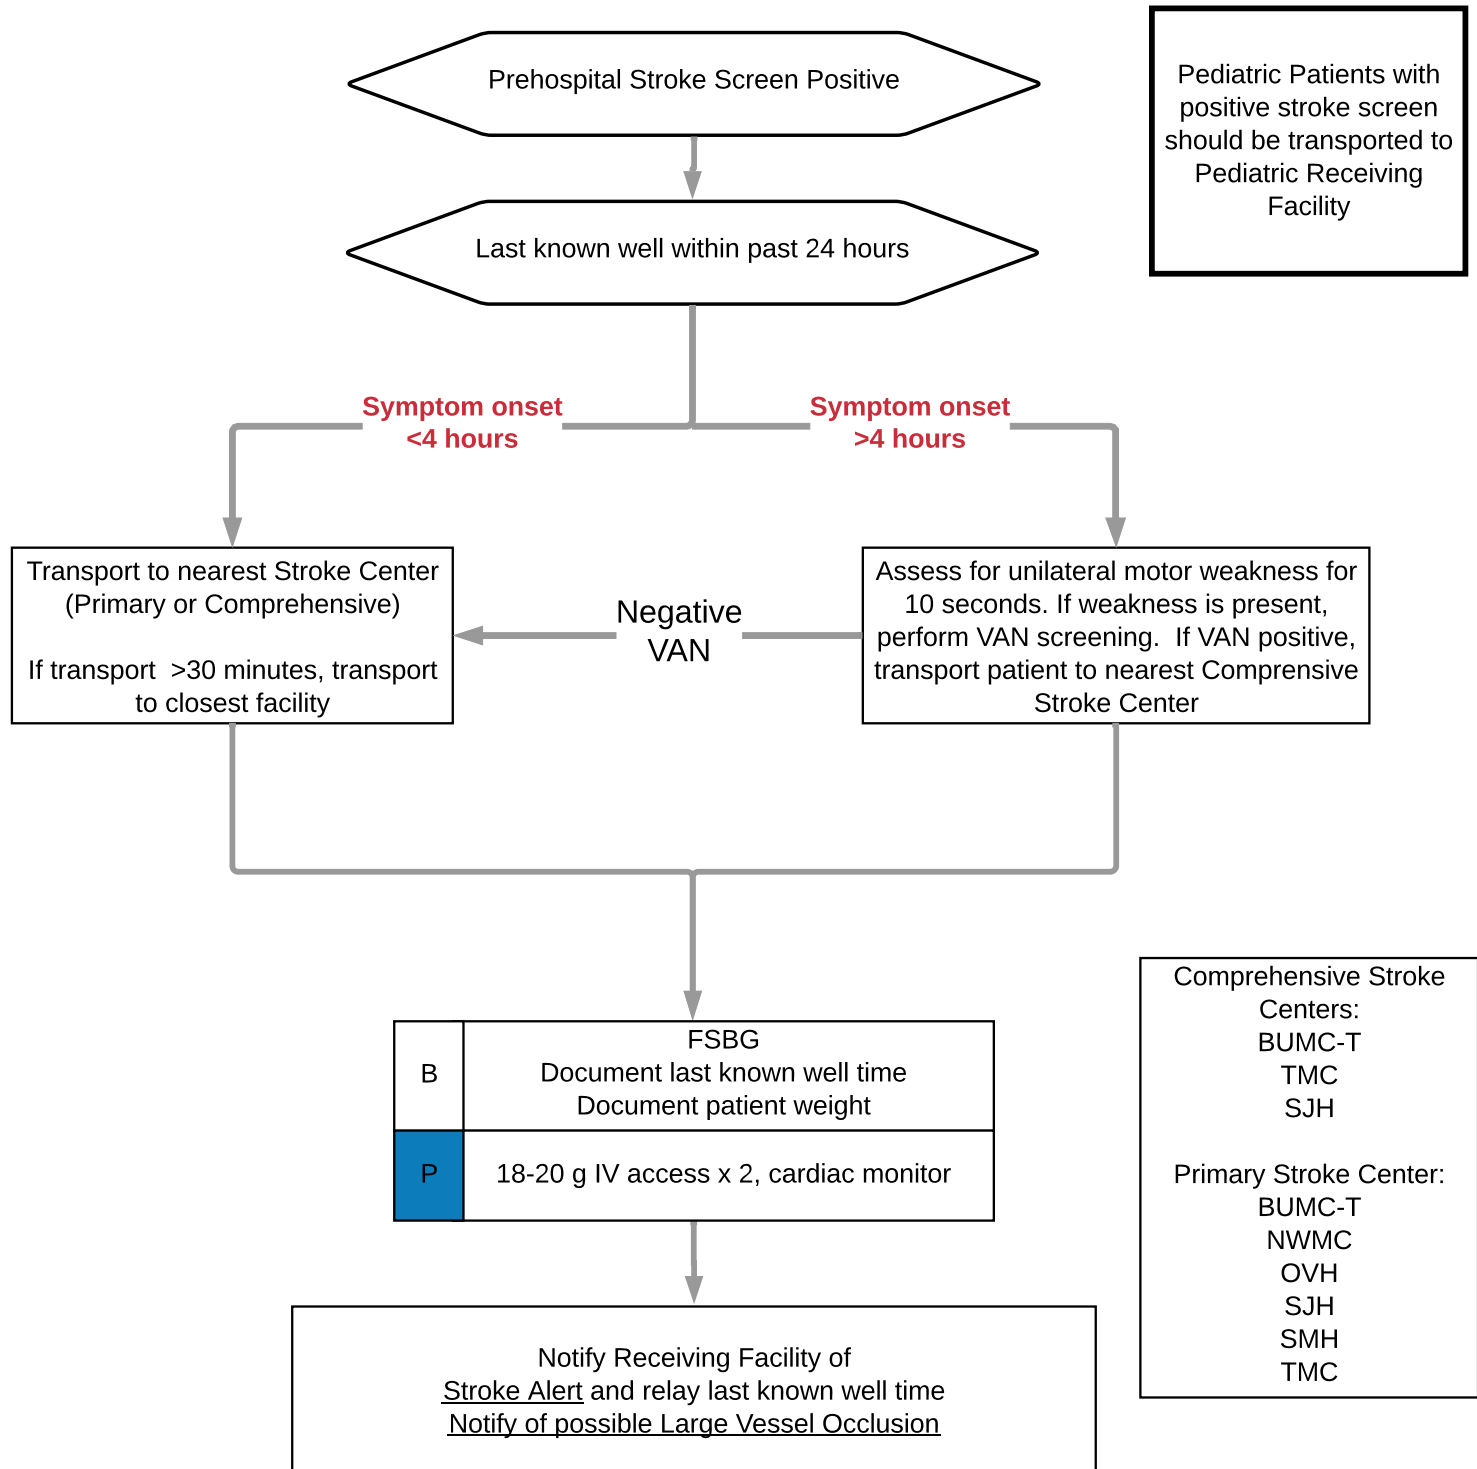 Prehospital Stroke Screen Positive
Pediatric Patients with
positive stroke screen
should be transported to
Pediatric Receiving
Facility
Last known well within past 24 hours
Symptom onset
<4 hours
Symptom onset
>4 hours
Transport to nearest Stroke Center
(Primary or Comprehensive)
If transport  >30 minutes, transport
to closest facility
Negative
VAN
Assess for unilateral motor weakness for
10 seconds. If weakness is present,
perform VAN screening.  If VAN positive,
transport patient to nearest Comprensive
Stroke Center
B
FSBG
Document last known well time
Document patient weight
P
18-20 g IV access x 2, cardiac monitor
Comprehensive Stroke
Centers:
BUMC-T
TMC
SJH
Primary Stroke Center:
BUMC-T
NWMC
OVH
SJH
SMH
TMC
Notify Receiving Facility of
Stroke Alert and relay last known well time
Notify of possible Large Vessel Occlusion